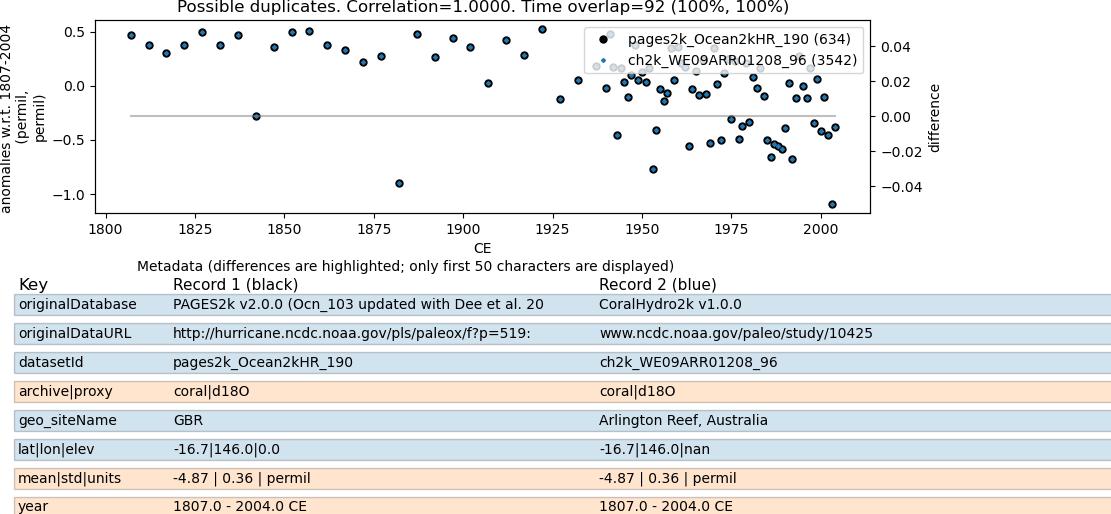 Possible duplicates. Correlation=1.0000. Time overlap=92 (100%, 100%)
anomalies w.r.t. 1807-2004
(permil,
permil)
0.5
0.0
−0.5
−1.0
pages2k_Ocean2kHR_190 (634)
ch2k_WE09ARR01208_96 (3542)
0.04
0.02
0.00
−0.02
−0.04
difference
1800 1825 1850 1875 1900 1925 1950 1975 2000
CE
Metadata (differences are highlighted; only first 50 characters are displayed)
Key Record 1 (black) Record 2 (blue)
originalDatabase PAGES2k v2.0.0 (Ocn_103 updated with Dee et al. 20 CoralHydro2k v1.0.0
originalDataURL http://hurricane.ncdc.noaa.gov/pls/paleox/f?p=519: www.ncdc.noaa.gov/paleo/study/10425
datasetId pages2k_Ocean2kHR_190 ch2k_WE09ARR01208_96
archive|proxy coral|d18O coral|d18O
geo_siteName GBR Arlington Reef, Australia
lat|lon|elev -16.7|146.0|0.0 -16.7|146.0|nan
mean|std|units -4.87 | 0.36 | permil -4.87 | 0.36 | permil
year 1807.0 - 2004.0 CE 1807.0 - 2004.0 CE